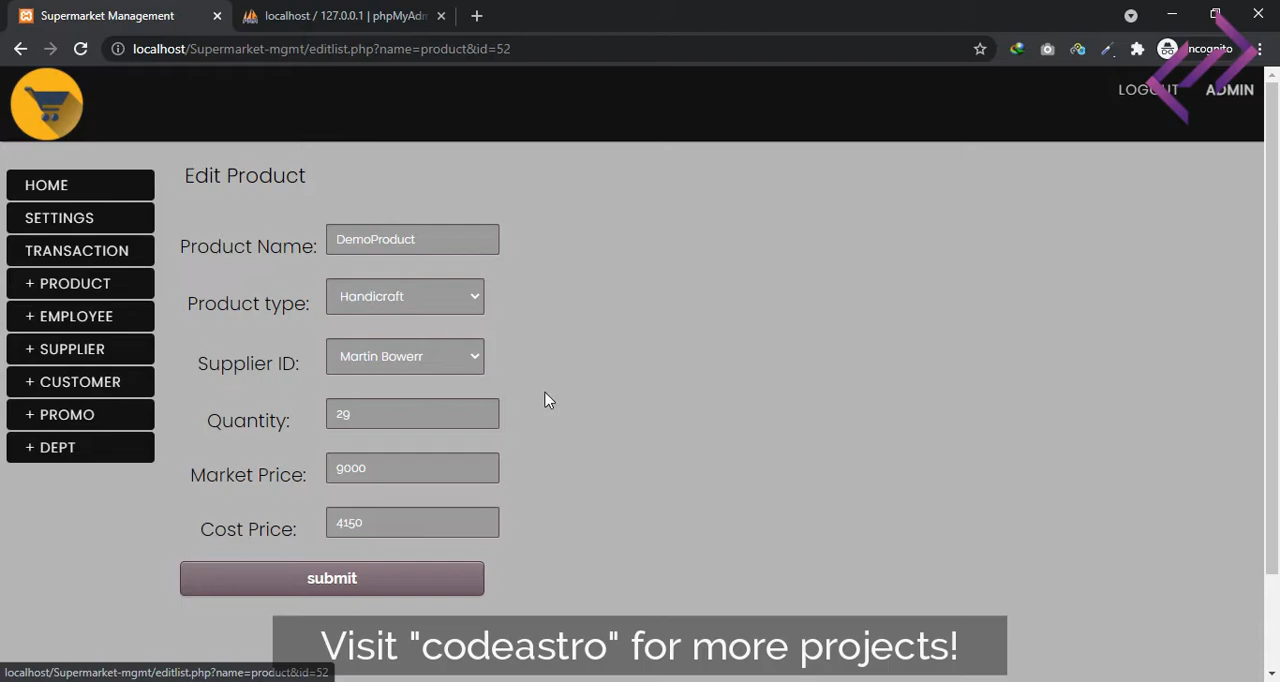 Supermarket Management
localhost / 127.0.0.1 | phpMyAdm
localhost/Supermarket-mgmt/editlist.php?name=product&id=52
Incognito
LOGOUT ADMIN
HOME
SETTINGS
TRANSACTION
+ PRODUCT
+ EMPLOYEE
+ SUPPLIER
+ CUSTOMER
+ PROMO
+ DEPT
Edit Product
Product Name: DemoProduct
Product type: Handicraft
Supplier ID: Martin Bowerr
Quantity: 29
Market Price: 9000
Cost Price: 4150
submit
Visit "codeastro" for more projects!
localhost/Supermarket-mgmt/editlist.php?name=product&id=52